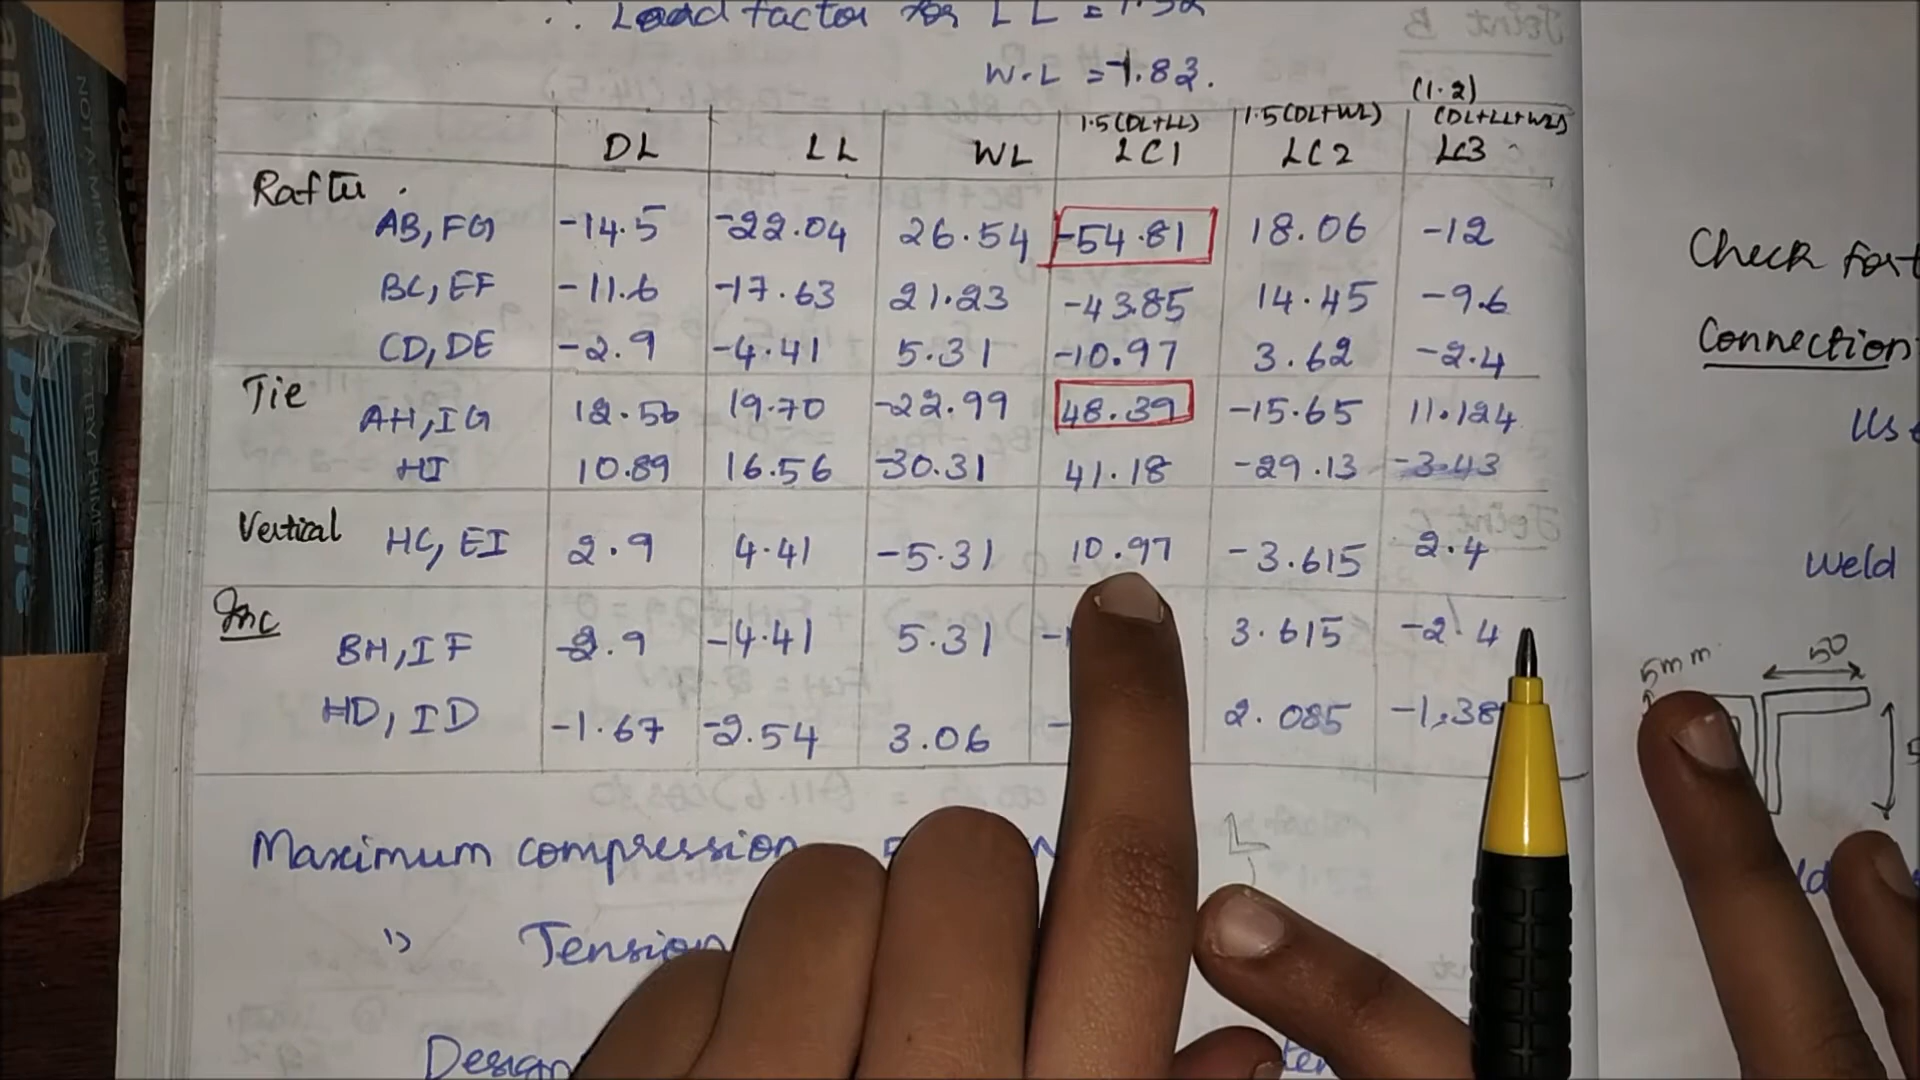 ∴ Load factor for LL = 1.52
W.L = 1.83.
DL LL WL 1.5(DL+LL) LC1 1.5(DL+WL) LC2 (1.2) (DL+LL+WL) LC3
Rafter
AB, FG -14.5 -22.04 26.54 -54.81 18.06 -12
BC, EF -11.6 -17.63 21.23 -43.85 14.45 -9.6
CD, DE -2.9 -4.41 5.31 -10.97 3.62 -2.4
Tie
AH, IG 12.56 19.70 -22.99 48.39 -15.65 11.124
HI 10.89 16.56 -30.31 41.18 -29.13 -3.43
Vertical HC, EI 2.9 4.41 -5.31 10.97 -3.615 2.4
Inc
BH, IF -2.9 -4.41 5.31 3.615 -2.4
HD, ID -1.67 -2.54 3.06 2.085 -1.38
Maximum compression
" Tension
Design
Check for
Connection
Us
Weld
5mm 50